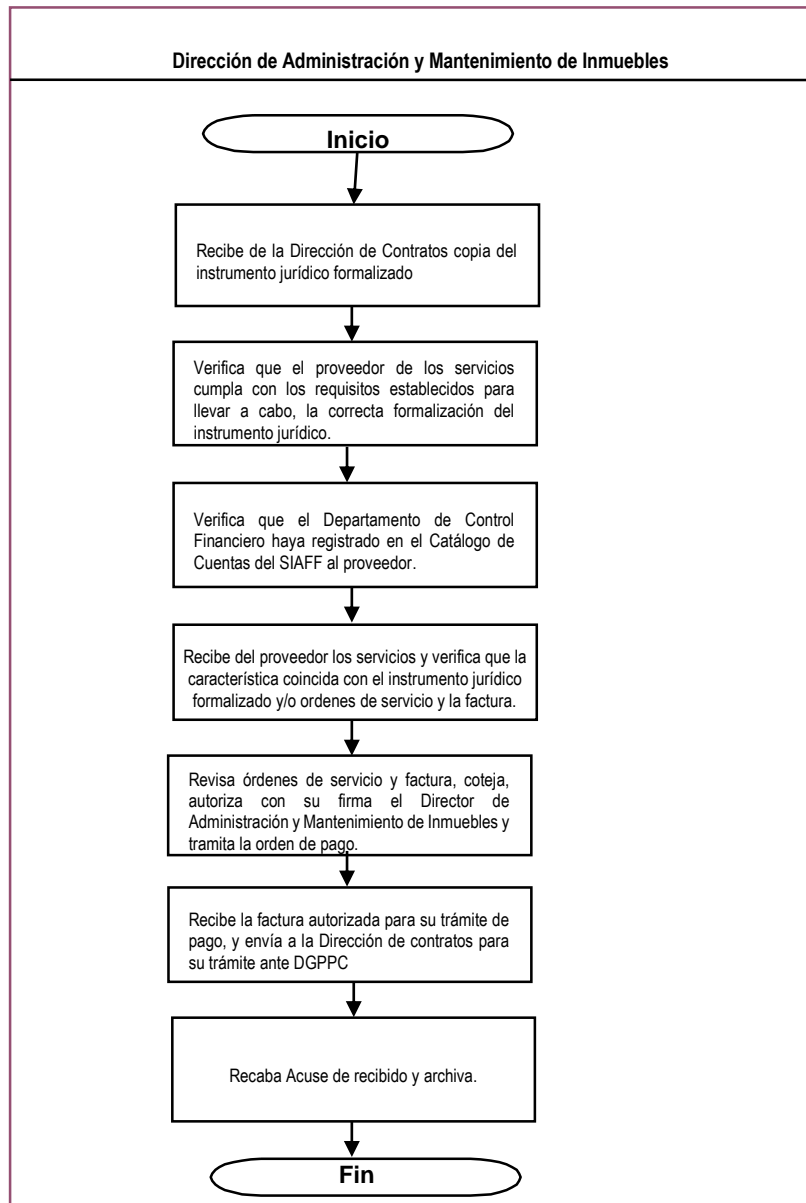 Dirección de Administración y Mantenimiento de Inmuebles
Inicio
Recibe de la Dirección de Contratos copia del
instrumento jurídico formalizado
Verifica que el proveedor de los servicios
cumpla con los requisitos establecidos para
llevar a cabo, la correcta formalización del
instrumento jurídico.
Verifica que el Departamento de Control
Financiero haya registrado en el Catálogo de
Cuentas del SIAFF al proveedor.
Recibe del proveedor los servicios y verifica que la
característica coincida con el instrumento jurídico
formalizado y/o ordenes de servicio y la factura.
Revisa órdenes de servicio y factura, coteja,
autoriza con su firma el Director de
Administración y Mantenimiento de Inmuebles y
tramita la orden de pago.
Recibe la factura autorizada para su trámite de
pago, y envía a la Dirección de contratos para
su trámite ante DGPPC
Recaba Acuse de recibido y archiva.
Fin